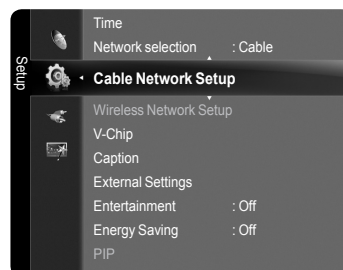 Setup
Time
Network selection : Cable
Cable Network Setup
Wireless Network Setup
V-Chip
Caption
External Settings
Entertainment : Off
Energy Saving : Off
PIP